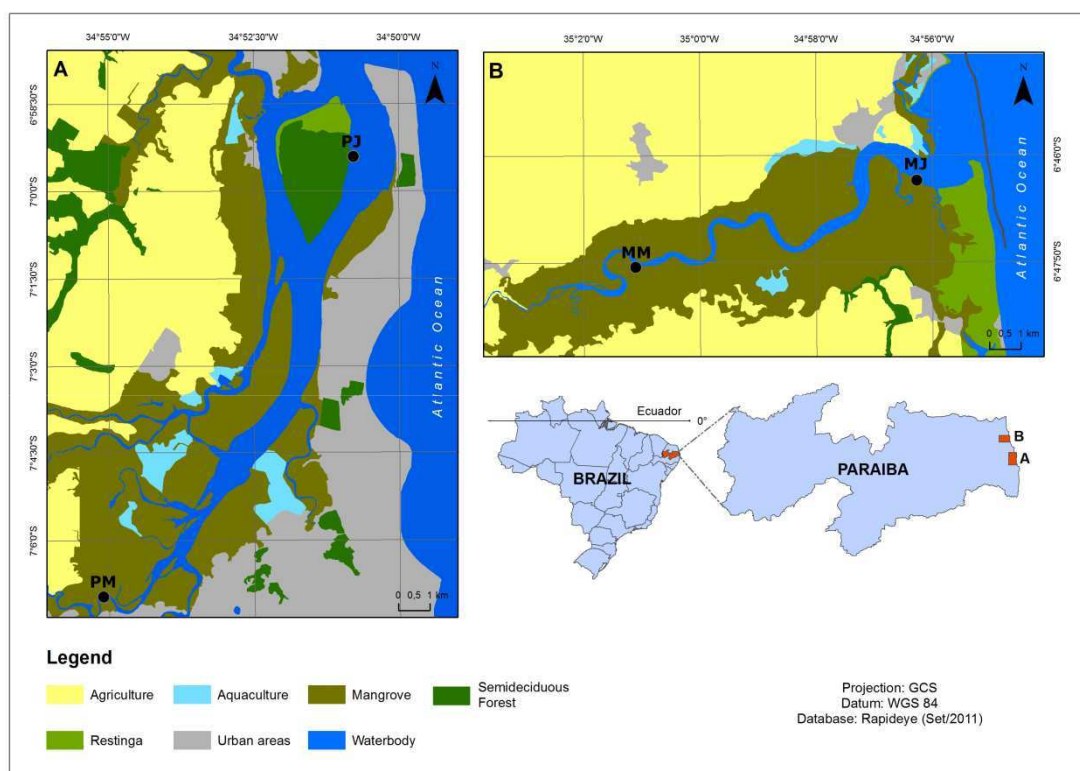 34°55'0"W 34°52'30"W 34°50'0"W
A
N
6°58'30"S
7°0'0"S
7°1'30"S
7°3'0"S
7°4'30"S
7°6'0"S
PJ
PM
Atlantic Ocean
0 0,5 1 km
35°2'0"W 35°0'0"W 34°58'0"W 34°56'0"W
B
N
MJ
MM
6°46'0"S
6°47'50"S
Atlantic Ocean
0 0,5 1 km
Ecuador 0°
BRAZIL
PARAIBA
B
A
Legend
Agriculture
Aquaculture
Mangrove
Semideciduous
Forest
Restinga
Urban areas
Waterbody
Projection: GCS
Datum: WGS 84
Database: Rapideye (Set/2011)